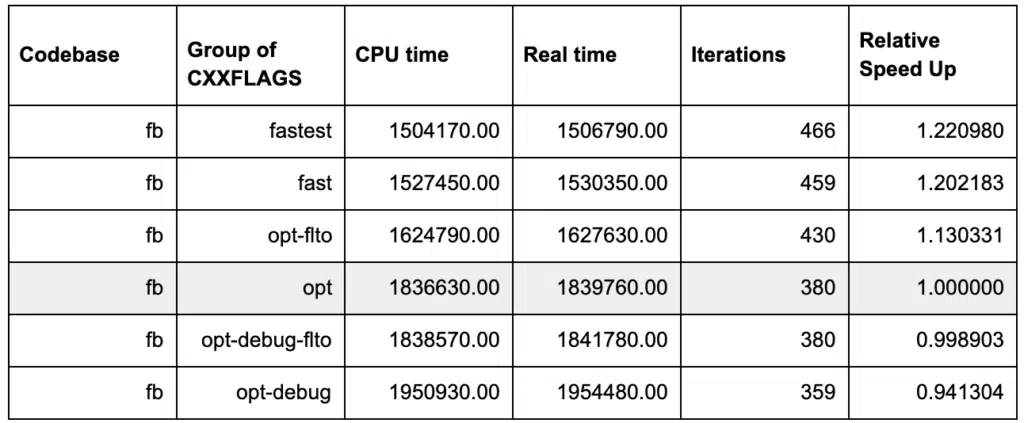 Codebase Group of CXXFLAGS CPU time Real time Iterations Relative Speed Up
fb fastest 1504170.00 1506790.00 466 1.220980
fb fast 1527450.00 1530350.00 459 1.202183
fb opt-flto 1624790.00 1627630.00 430 1.130331
fb opt 1836630.00 1839760.00 380 1.000000
fb opt-debug-flto 1838570.00 1841780.00 380 0.998903
fb opt-debug 1950930.00 1954480.00 359 0.941304